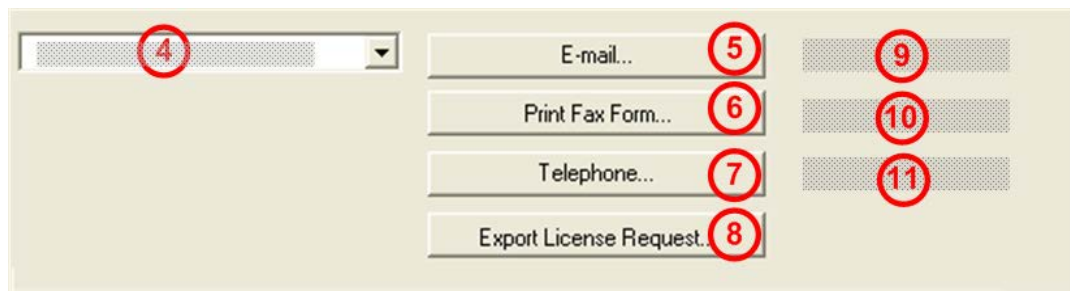 4 E-mail... 5 9
Print Fax Form... 6 10
Telephone... 7 11
Export License Request... 8